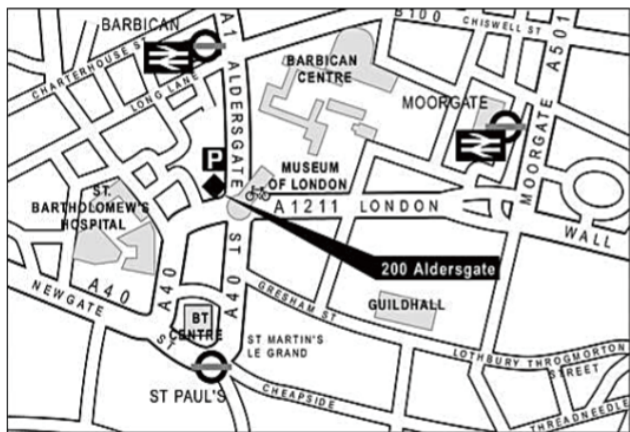 BARBICAN
CHARTERHOUSE ST
LONG LANE
A1 ALDERSGATE ST
B100
CHISWELL ST
A501
BARBICAN
CENTRE
MOORGATE
MOORGATE
P
MUSEUM
OF LONDON
ST.
BARTHOLOMEW'S
HOSPITAL
A1211 LONDON WALL
200 Aldersgate
A40
A40
A40
NEWGATE ST
GRESHAM ST
GUILDHALL
BT
CENTRE
ST MARTIN'S
LE GRAND
LOTHBURY THROGMORTON
STREET
ST PAUL'S
CHEAPSIDE
THREADNEEDLE